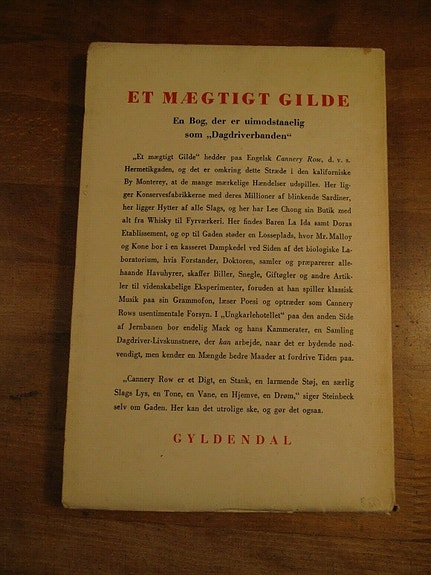 ET MÆGTIGT GILDE
En Bog, der er uimodstaaelig
som „Dagdriverbanden"
„Et mægtigt Gilde" hedder paa Engelsk Cannery Row, d. v. s.
Hermetikgaden, og det er omkring dette Stræde i den kaliforniske
By Monterey, at de mange mærkelige Hændelser udspilles. Her lig-
ger Konservesfabrikkerne med deres Millioner af blinkende Sardiner,
her ligger Hytter af alle Slags, og her har Lee Chong sin Butik med
alt fra Whisky til Fyrværkeri. Her findes Baren La Ida samt Doras
Etablissement, og op til Gaden støder en Losseplads, hvor Mr. Malloy
og Kone bor i en kasseret Dampkedel ved Siden af det biologiske La-
boratorium, hvis Forstander, Doktoren, samler og præparerer alle-
haande Havuhyrer, skaffer Biller, Snegle, Giftøgler og andre Artik-
ler til videnskabelige Eksperimenter, foruden at han spiller klassisk
Musik paa sin Grammofon, læser Poesi og optræder som Cannery
Rows usentimentale Forsyn. I „Ungkarlehotellet" paa den anden Side
af Jernbanen bor endelig Mack og hans Kammerater, en Samling
Dagdriver-Livskunstnere, der kan arbejde, naar det er bydende nød-
vendigt, men kender en Mængde bedre Maader at fordrive Tiden paa.
„Cannery Row er et Digt, en Stank, en larmende Støj, en særlig
Slags Lys, en Tone, en Vane, en Hjemve, en Drøm," siger Steinbeck
selv om Gaden. Her kan det utrolige ske, og gør det ogsaa.
GYLDENDAL